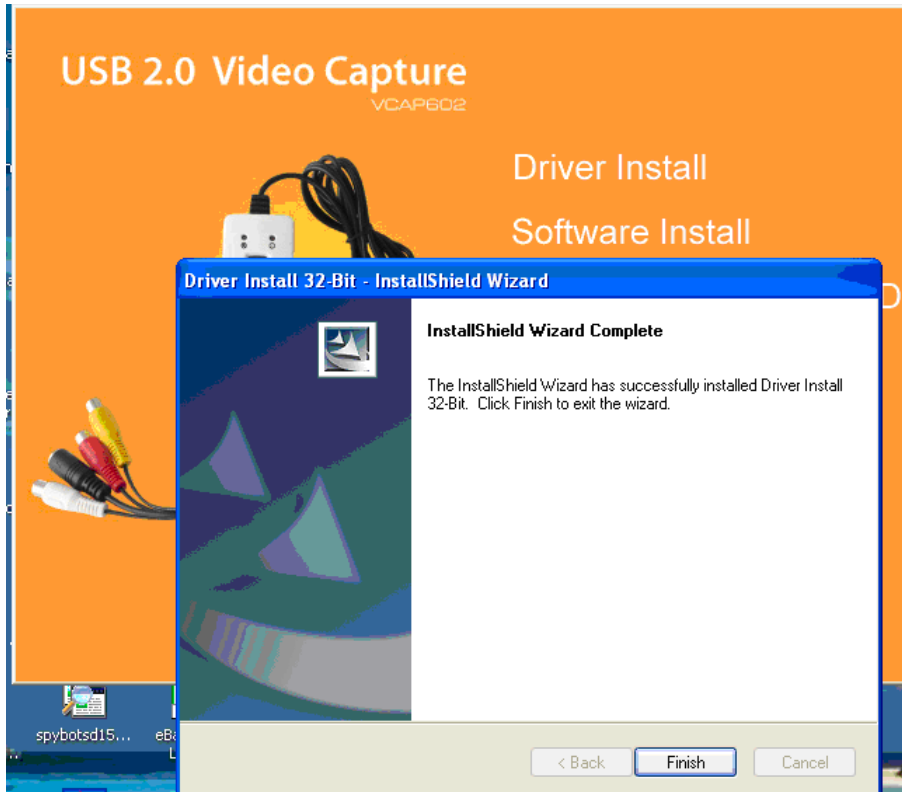 USB 2.0 Video Capture
VCAP602
Driver Install
Software Install
D
Driver Install 32-Bit - InstallShield Wizard
InstallShield Wizard Complete
The InstallShield Wizard has successfully installed Driver Install
32-Bit. Click Finish to exit the wizard.
spybotsd15...
< Back Finish Cancel